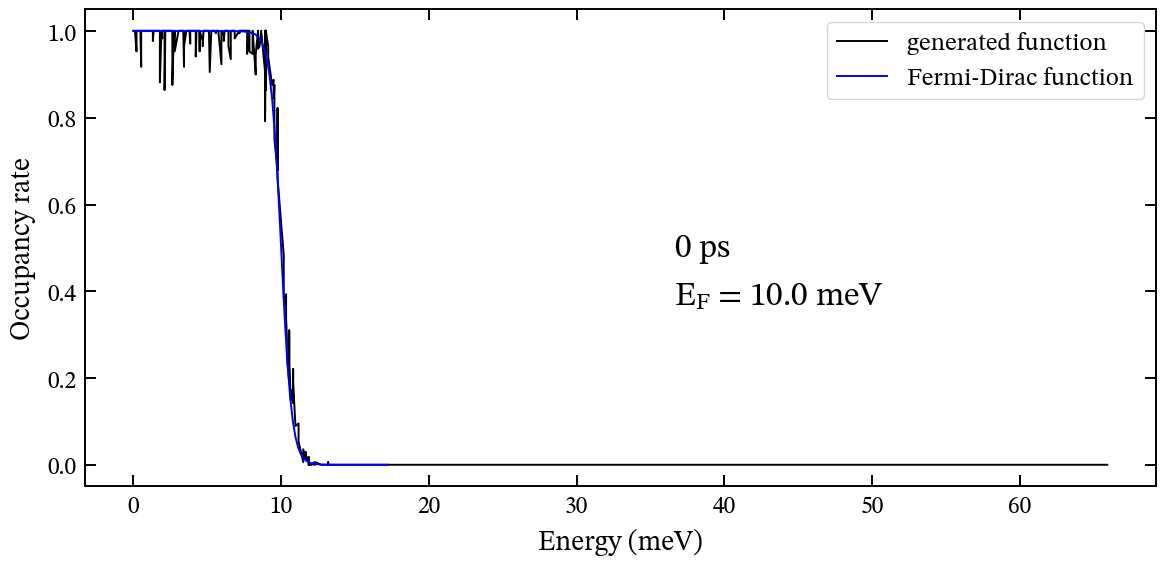 generated function
Fermi-Dirac function
Occupancy rate
1.0
0.8
0.6
0.4
0.2
0.0
0 ps
E_F = 10.0 meV
0 10 20 30 40 50 60
Energy (meV)